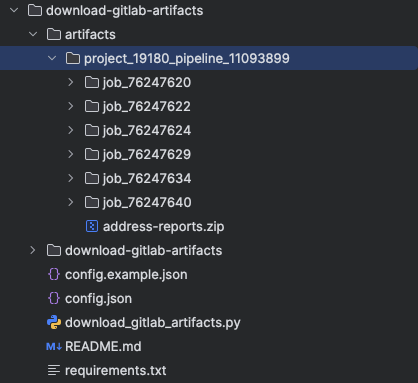 download-gitlab-artifacts
artifacts
project_19180_pipeline_11093899
job_76247620
job_76247622
job_76247624
job_76247629
job_76247634
job_76247640
address-reports.zip
download-gitlab-artifacts
config.example.json
config.json
download_gitlab_artifacts.py
README.md
requirements.txt